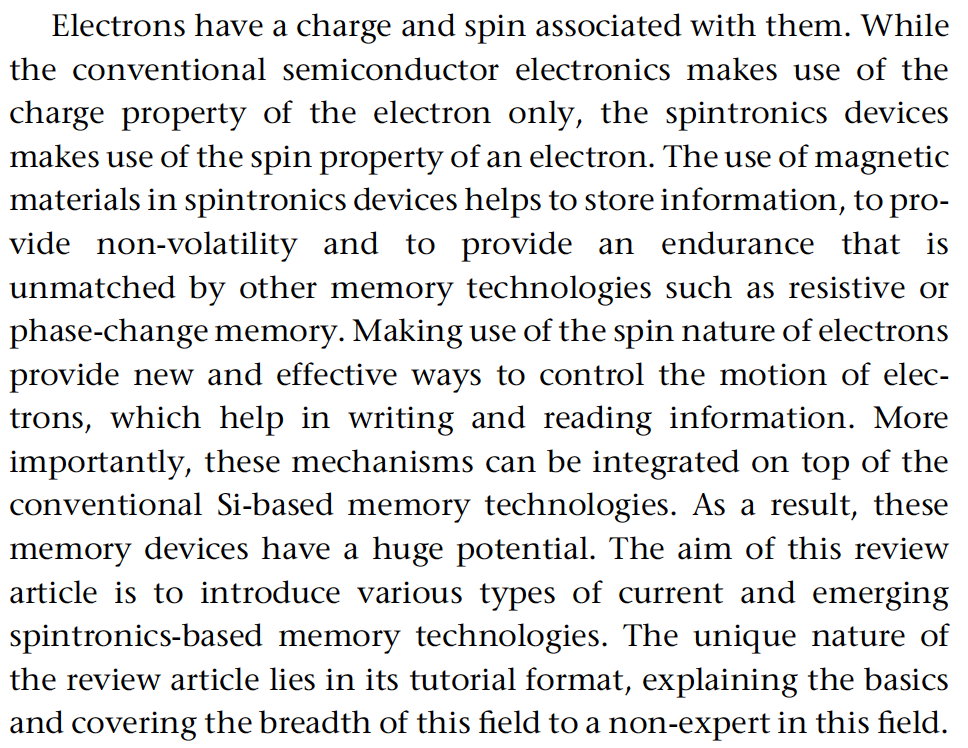 Electrons have a charge and spin associated with them. While
the conventional semiconductor electronics makes use of the
charge property of the electron only, the spintronics devices
makes use of the spin property of an electron. The use of magnetic
materials in spintronics devices helps to store information, to pro-
vide non-volatility and to provide an endurance that is
unmatched by other memory technologies such as resistive or
phase-change memory. Making use of the spin nature of electrons
provide new and effective ways to control the motion of elec-
trons, which help in writing and reading information. More
importantly, these mechanisms can be integrated on top of the
conventional Si-based memory technologies. As a result, these
memory devices have a huge potential. The aim of this review
article is to introduce various types of current and emerging
spintronics-based memory technologies. The unique nature of
the review article lies in its tutorial format, explaining the basics
and covering the breadth of this field to a non-expert in this field.